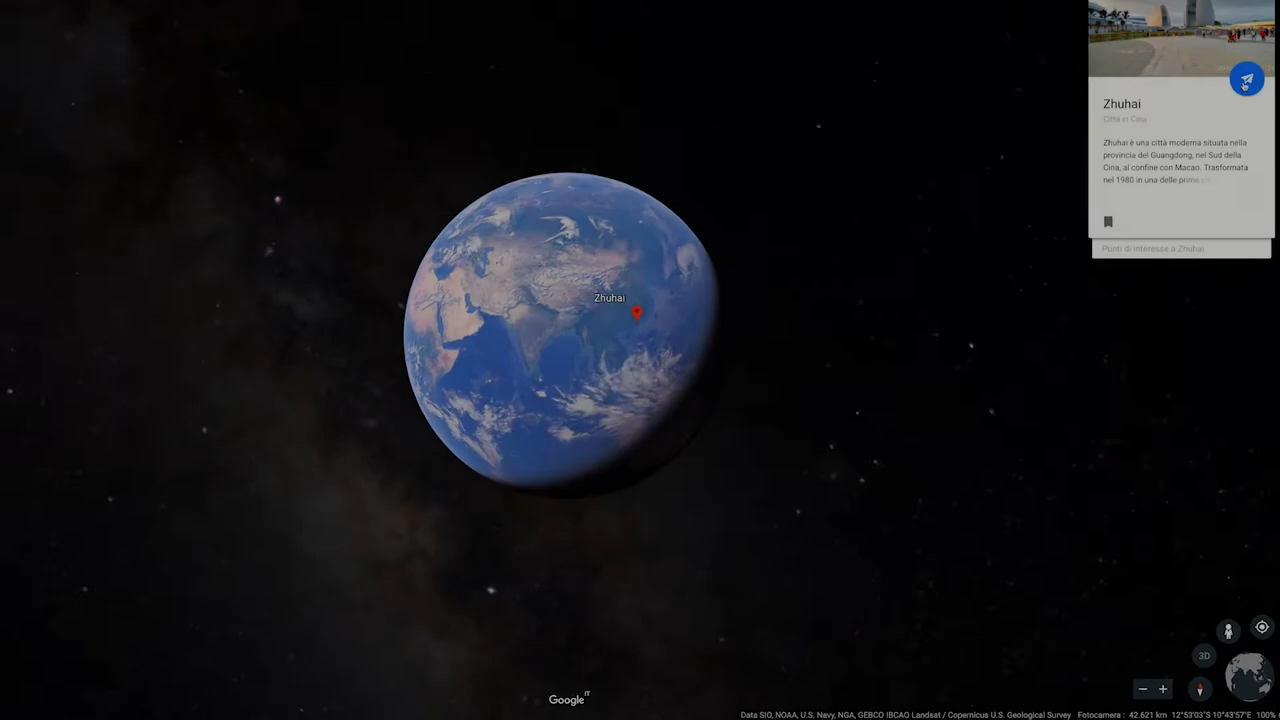 Zhuhai
Città in Cina
Zhuhai è una città moderna situata nella
provincia del Guangdong, nel Sud della
Cina, al confine con Macao. Trasformata
nel 1980 in una delle prime
Punti di interesse a Zhuhai
Zhuhai
3D
Google IT
Data SIO, NOAA, U.S. Navy, NGA, GEBCO IBCAO Landsat / Copernicus U.S. Geological Survey Fotocamera : 42.621 km 12°53'03"S 10°43'57"E 100%